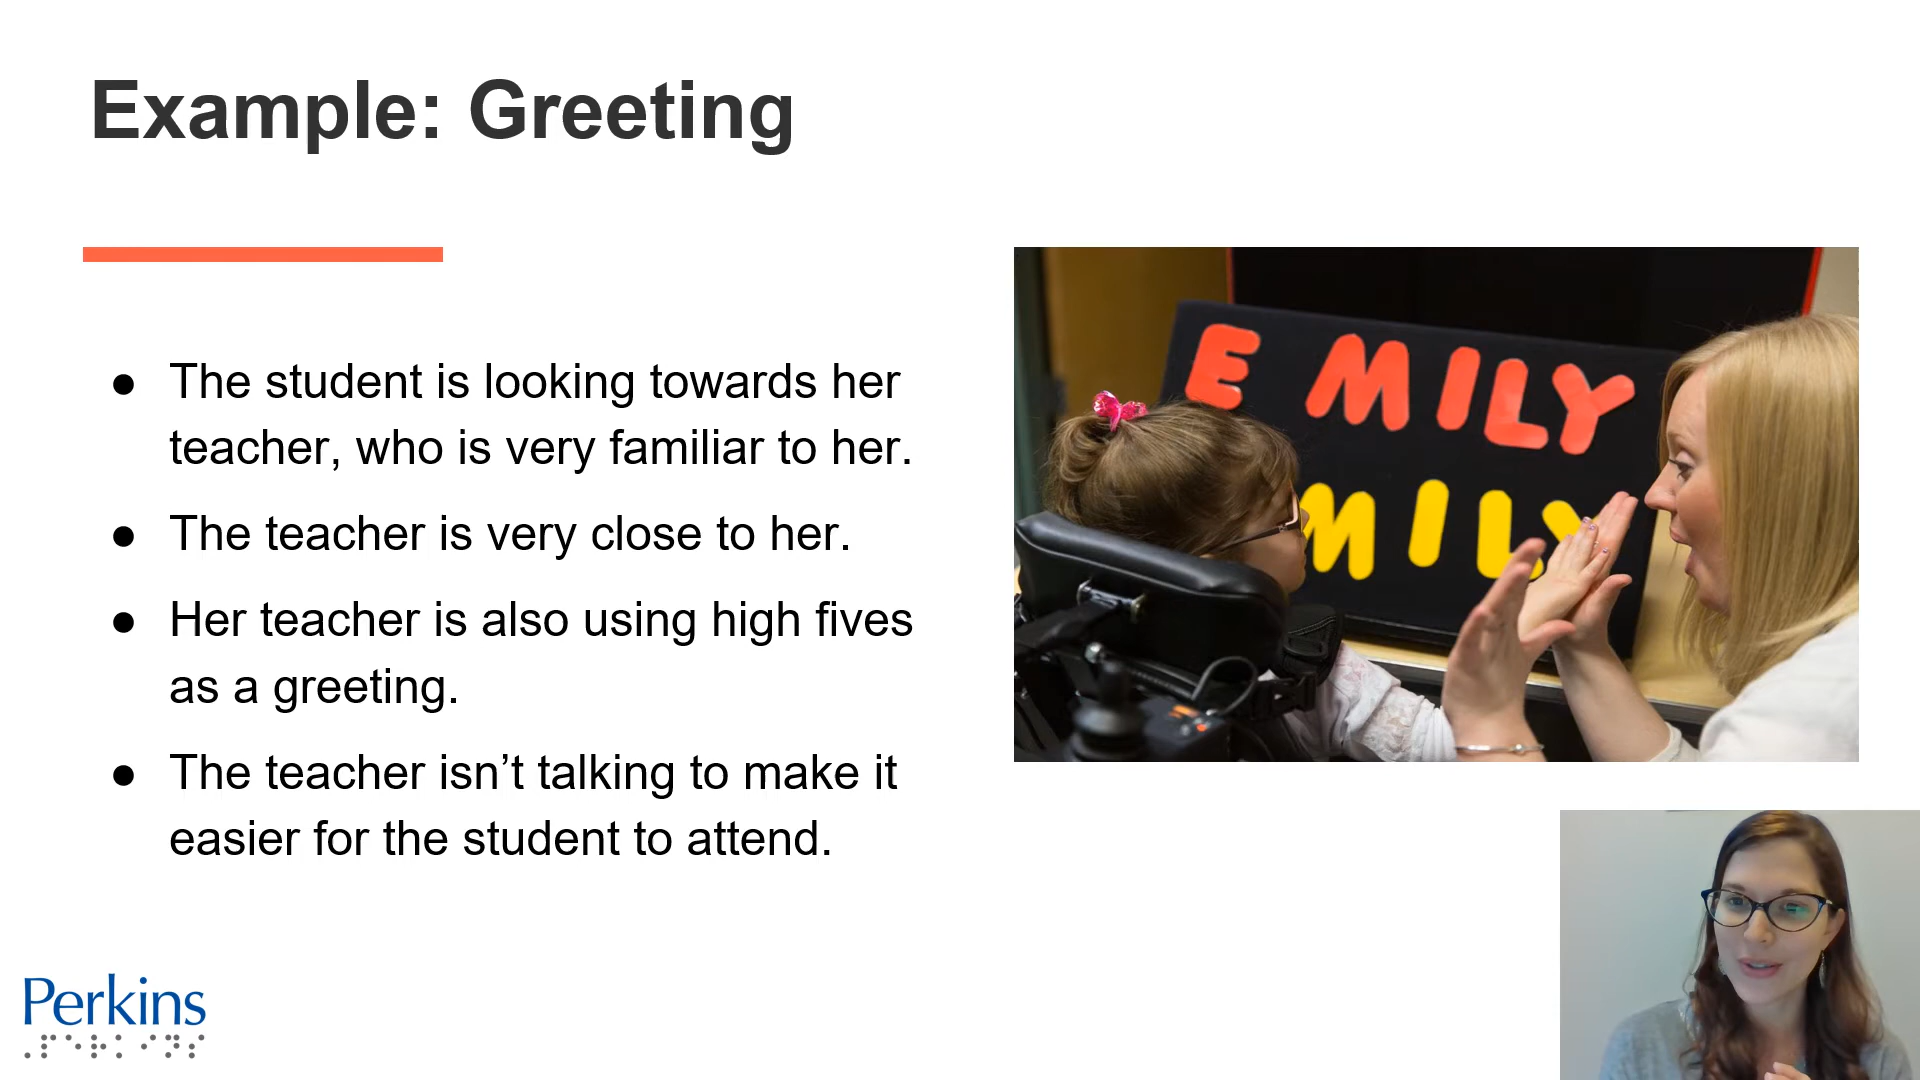 Example: Greeting
● The student is looking towards her
teacher, who is very familiar to her.
● The teacher is very close to her.
● Her teacher is also using high fives
as a greeting.
● The teacher isn’t talking to make it
easier for the student to attend.
E MILY
MILY
Perkins
⠠⠏⠑⠗⠅⠊⠝⠎